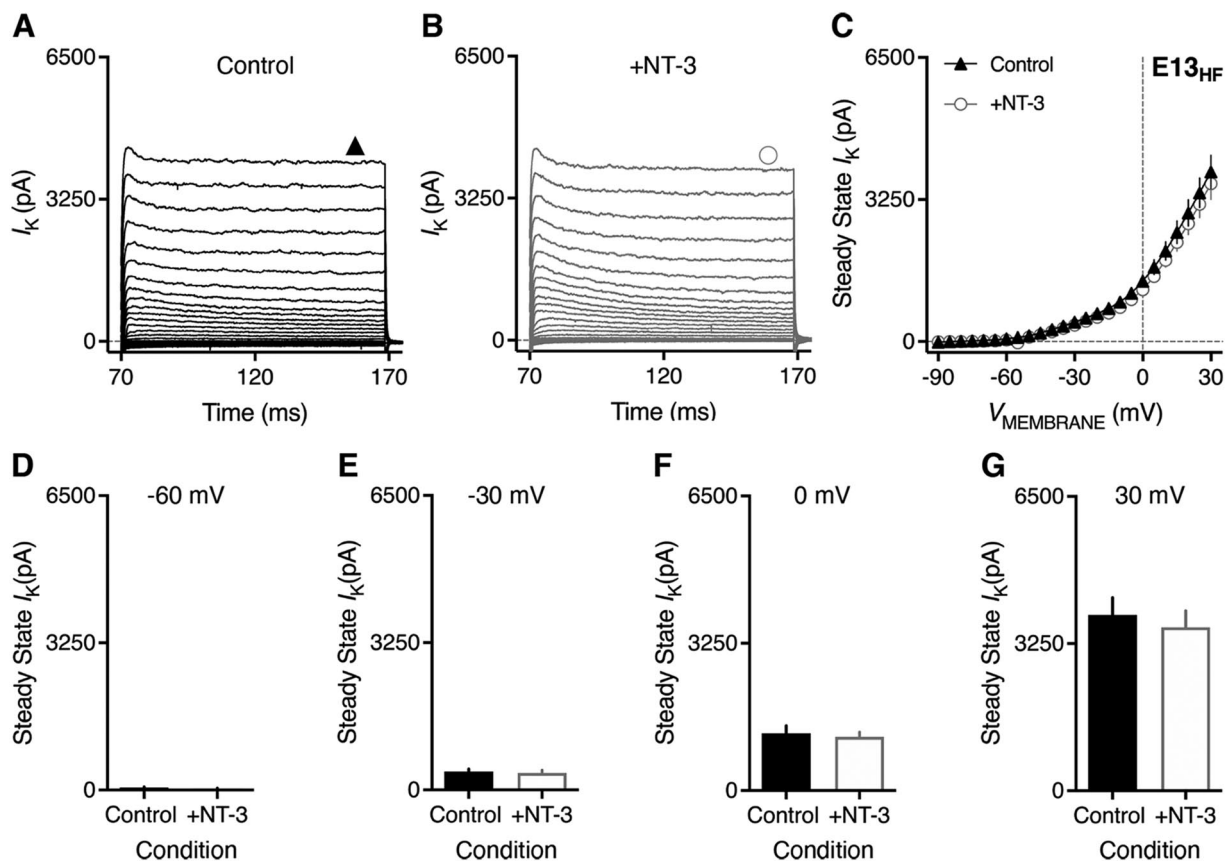 A
Control
6500
3250
0
I_K (pA)
70 120 170
Time (ms)
B
+NT-3
6500
3250
0
I_K (pA)
70 120 170
Time (ms)
C
E13_HF
Control
+NT-3
6500
3250
0
Steady State I_K (pA)
-90 -60 -30 0 30
V_MEMBRANE (mV)
D
-60 mV
6500
3250
0
Steady State I_K(pA)
Control +NT-3
Condition
E
-30 mV
6500
3250
0
Steady State I_K(pA)
Control +NT-3
Condition
F
0 mV
6500
3250
0
Steady State I_K(pA)
Control +NT-3
Condition
G
30 mV
6500
3250
0
Steady State I_K(pA)
Control +NT-3
Condition